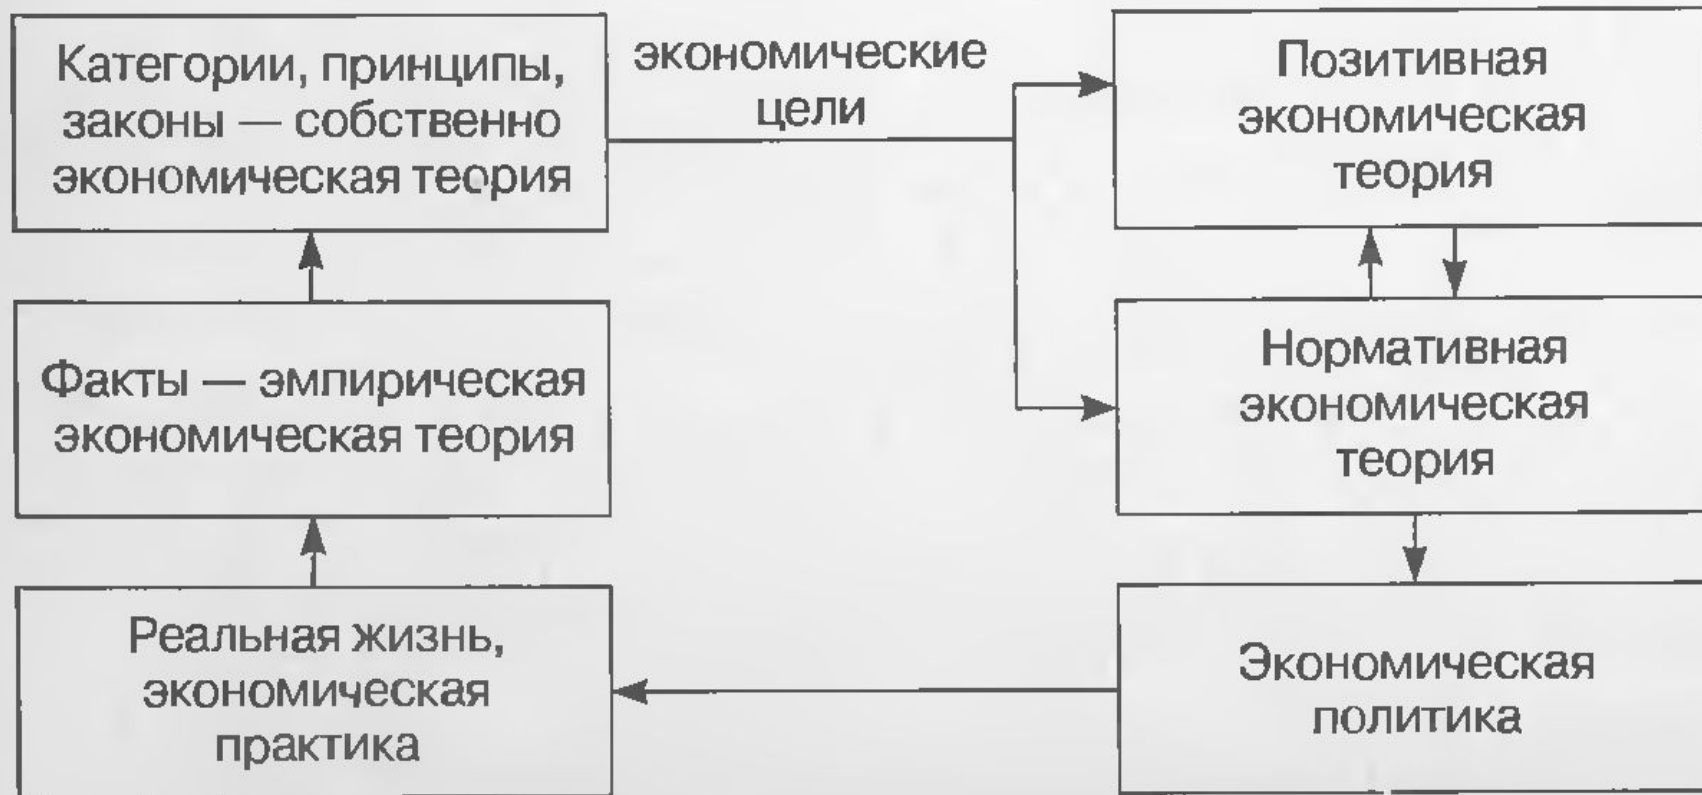 Категории, принципы,
законы — собственно
экономическая теория
экономические
цели
Позитивная
экономическая
теория
Факты — эмпирическая
экономическая теория
Нормативная
экономическая
теория
Реальная жизнь,
экономическая
практика
Экономическая
политика